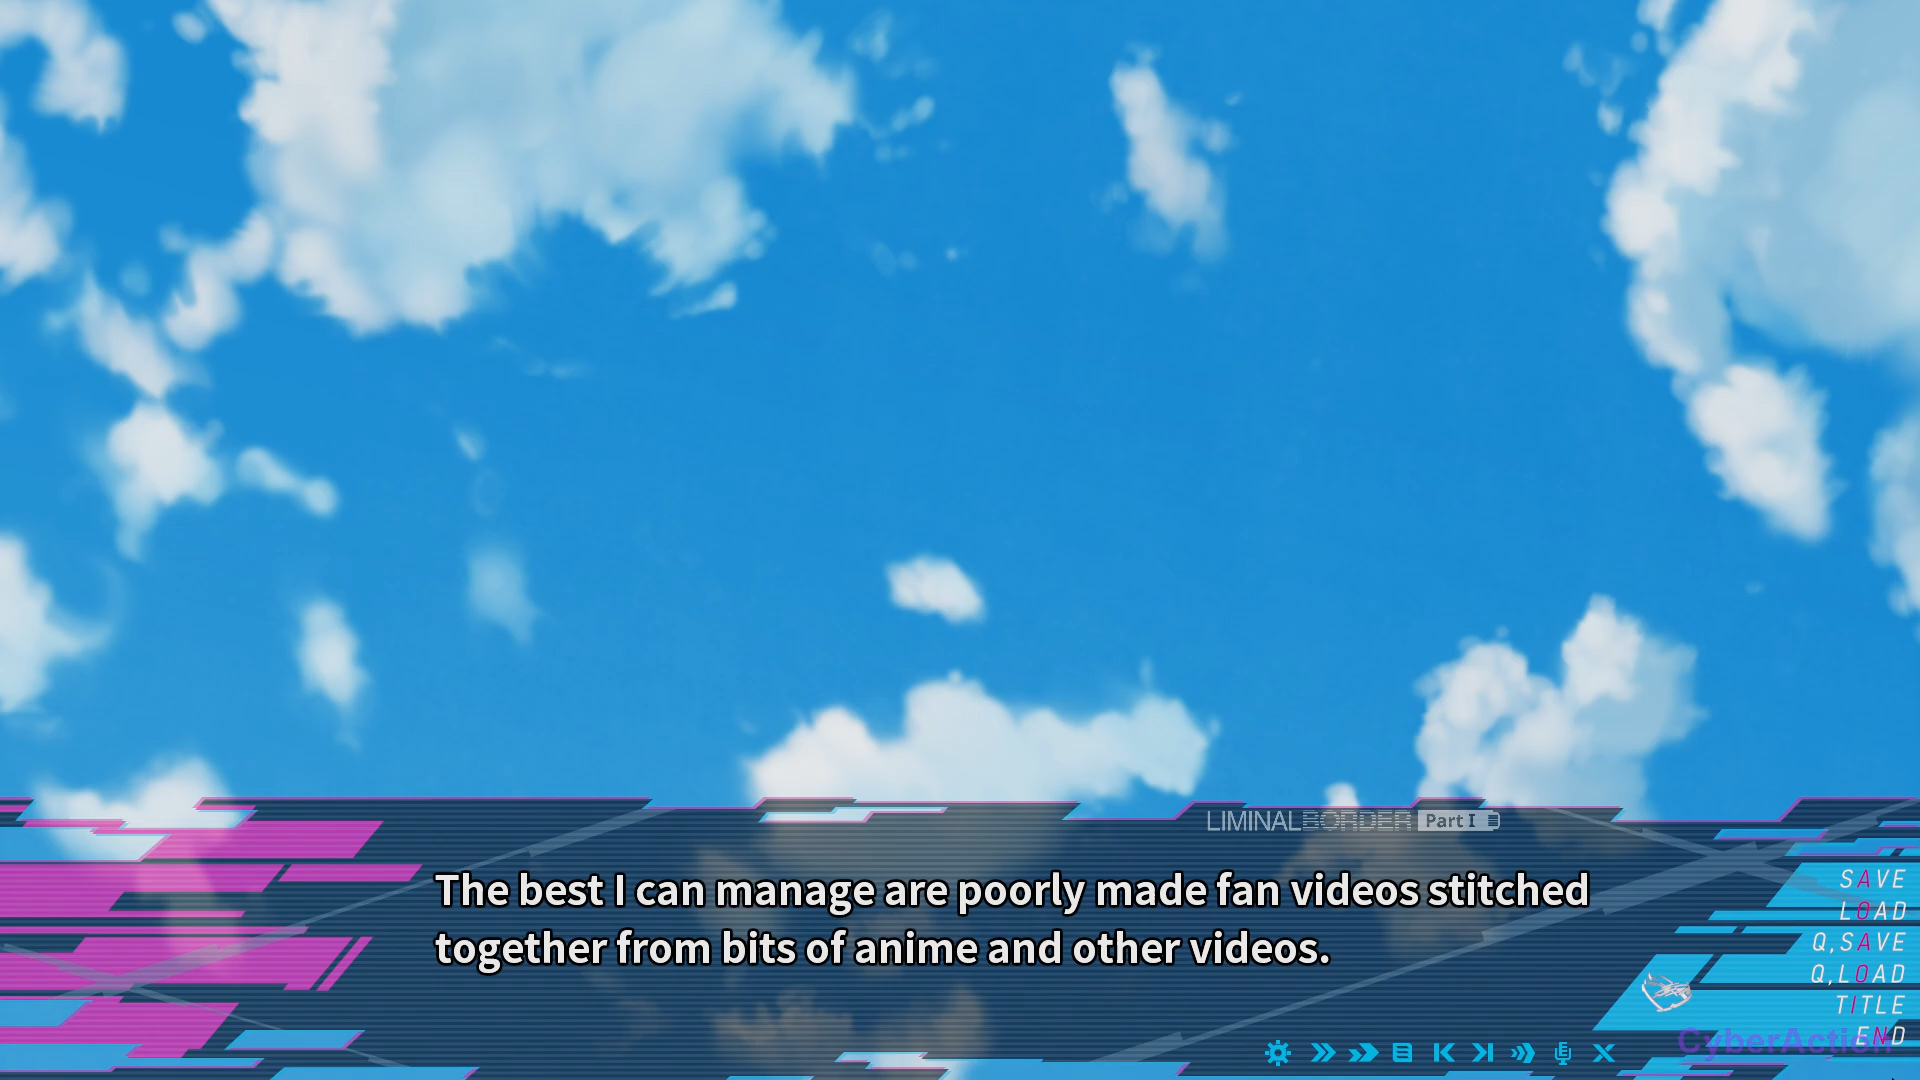 LIMINALBORDER Part I
The best I can manage are poorly made fan videos stitched
together from bits of anime and other videos.
SAVE
LOAD
Q,SAVE
Q,LOAD
TITLE
END
CyberAction